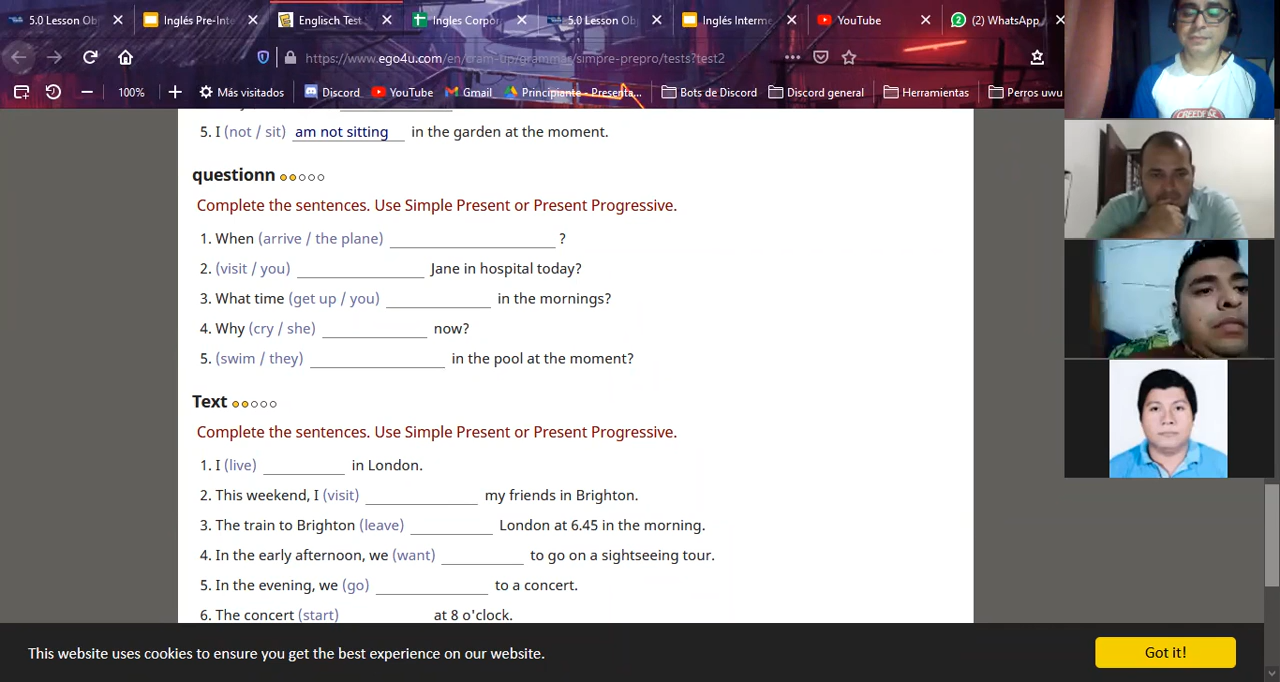 5.0 Lesson Ob
Inglés Pre-Int
Englisch Test
Ingles Corpo
5.0 Lesson Ob
Inglés Interme
YouTube
(2) WhatsApp
https://www.ego4u.com/en/cram-up/grammar/simpre-prepro/tests?test2
100%
Más visitados
Discord
YouTube
Gmail
Principiante - Presenta...
Bots de Discord
Discord general
Herramientas
Perros uwu
5. I (not / sit) am not sitting in the garden at the moment.
questionn
Complete the sentences. Use Simple Present or Present Progressive.
1. When (arrive / the plane) ?
2. (visit / you) Jane in hospital today?
3. What time (get up / you) in the mornings?
4. Why (cry / she) now?
5. (swim / they) in the pool at the moment?
Text
Complete the sentences. Use Simple Present or Present Progressive.
1. I (live) in London.
2. This weekend, I (visit) my friends in Brighton.
3. The train to Brighton (leave) London at 6.45 in the morning.
4. In the early afternoon, we (want) to go on a sightseeing tour.
5. In the evening, we (go) to a concert.
6. The concert (start) at 8 o'clock.
This website uses cookies to ensure you get the best experience on our website.
Got it!